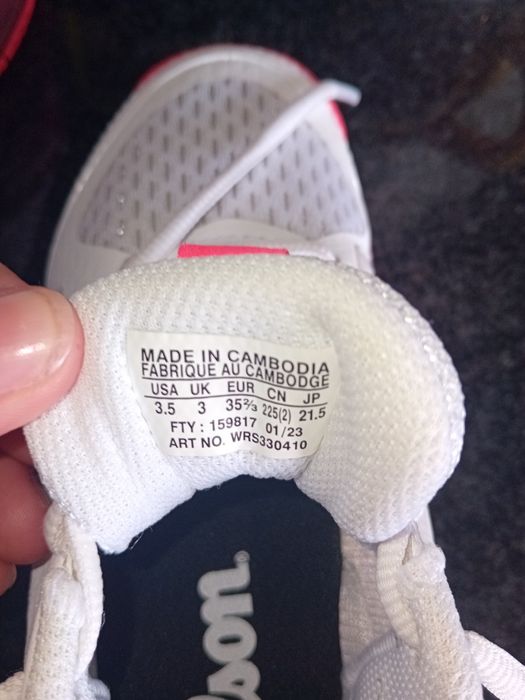 MADE IN CAMBODIA
FABRIQUE AU CAMBODGE
USA UK EUR CN JP
3.5 3 35⅔ 225(2) 21.5
FTY : 159817 01/23
ART NO. WRS330410